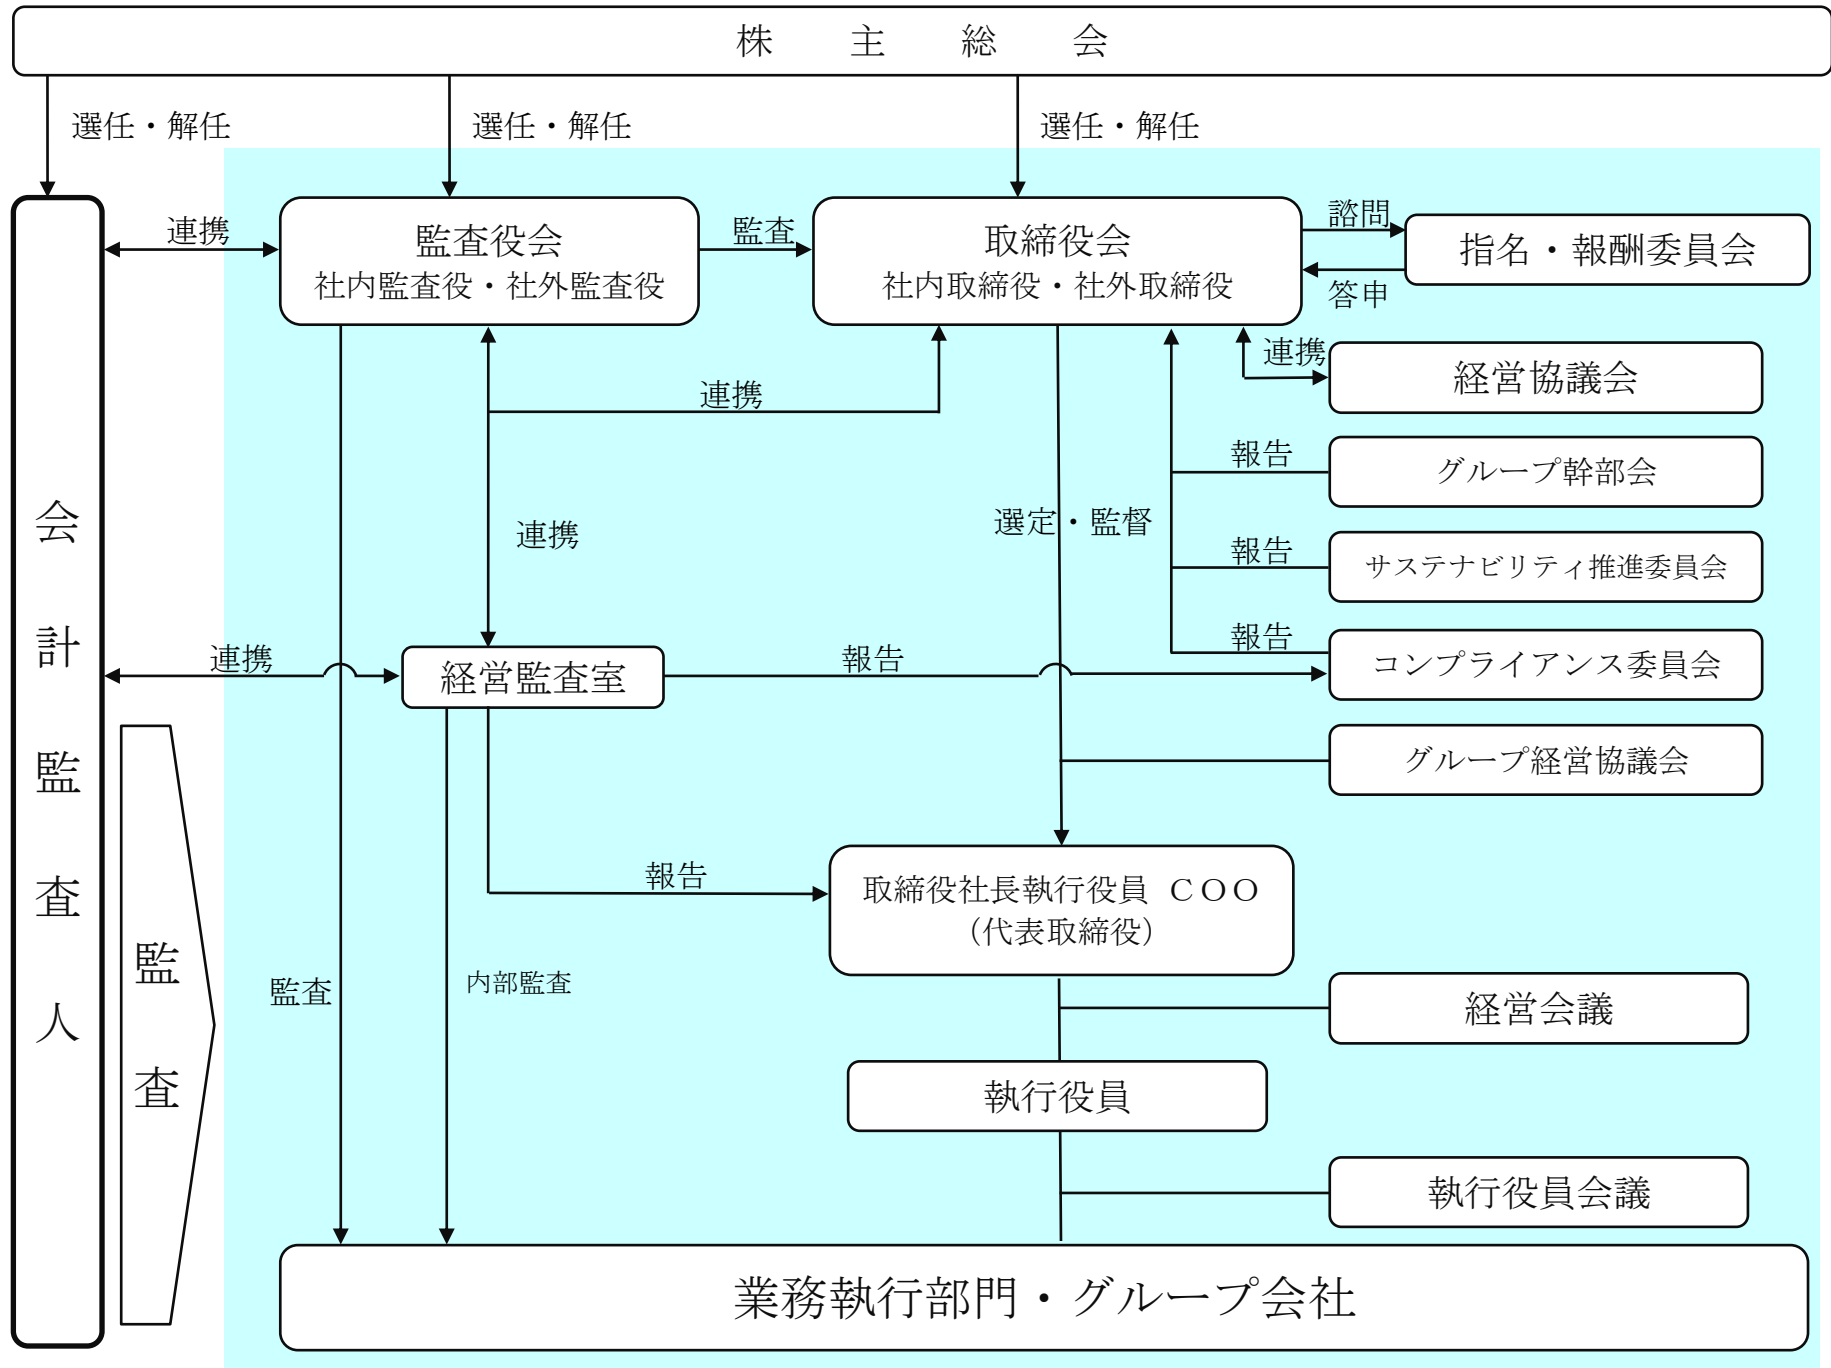 株主総会
選任・解任
選任・解任
選任・解任
会計監査人
連携
監査役会
社内監査役・社外監査役
監査
取締役会
社内取締役・社外取締役
諮問
答申
指名・報酬委員会
連携
経営協議会
連携
報告
グループ幹部会
連携
選定・監督
報告
サステナビリティ推進委員会
連携
経営監査室
報告
報告
コンプライアンス委員会
グループ経営協議会
報告
取締役社長執行役員 ＣＯＯ
（代表取締役）
監査
監査
内部監査
経営会議
執行役員
執行役員会議
業務執行部門・グループ会社